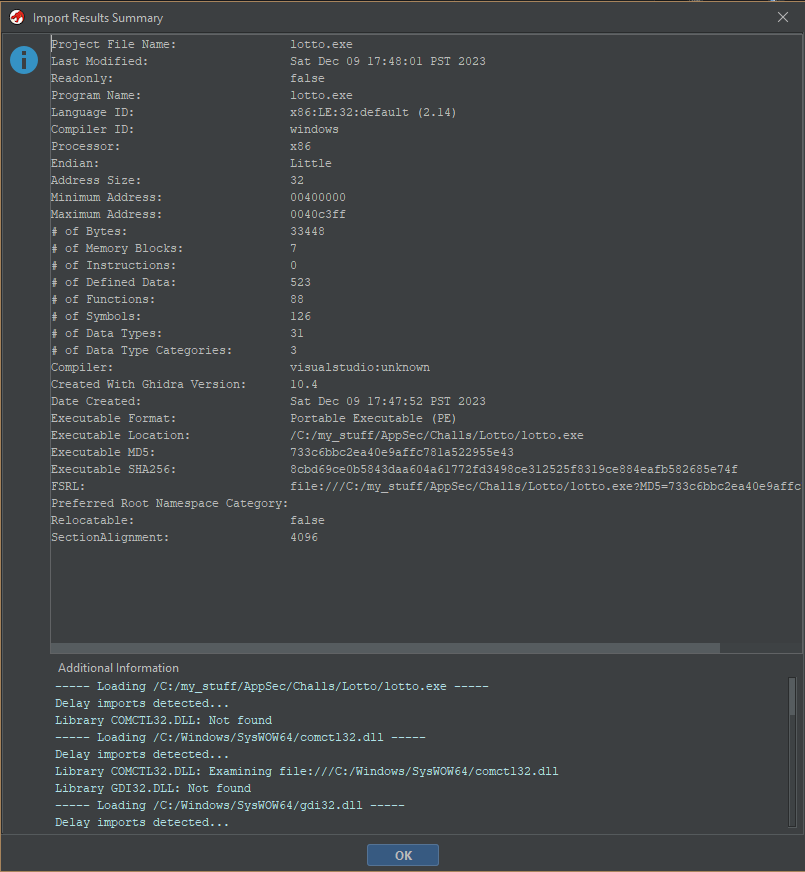 Import Results Summary
Project File Name: lotto.exe
Last Modified: Sat Dec 09 17:48:01 PST 2023
Readonly: false
Program Name: lotto.exe
Language ID: x86:LE:32:default (2.14)
Compiler ID: windows
Processor: x86
Endian: Little
Address Size: 32
Minimum Address: 00400000
Maximum Address: 0040c3ff
# of Bytes: 33448
# of Memory Blocks: 7
# of Instructions: 0
# of Defined Data: 523
# of Functions: 88
# of Symbols: 126
# of Data Types: 31
# of Data Type Categories: 3
Compiler: visualstudio:unknown
Created With Ghidra Version: 10.4
Date Created: Sat Dec 09 17:47:52 PST 2023
Executable Format: Portable Executable (PE)
Executable Location: /C:/my_stuff/AppSec/Challs/Lotto/lotto.exe
Executable MD5: 733c6bbc2ea40e9affc781a522955e43
Executable SHA256: 8cbd69ce0b5843daa604a61772fd3498ce312525f8319ce884eafb582685e74f
FSRL: file:///C:/my_stuff/AppSec/Challs/Lotto/lotto.exe?MD5=733c6bbc2ea40e9affc
Preferred Root Namespace Category:
Relocatable: false
SectionAlignment: 4096
Additional Information
----- Loading /C:/my_stuff/AppSec/Challs/Lotto/lotto.exe -----
Delay imports detected...
Library COMCTL32.DLL: Not found
----- Loading /C:/Windows/SysWOW64/comctl32.dll -----
Delay imports detected...
Library COMCTL32.DLL: Examining file:///C:/Windows/SysWOW64/comctl32.dll
Library GDI32.DLL: Not found
----- Loading /C:/Windows/SysWOW64/gdi32.dll -----
Delay imports detected...
OK